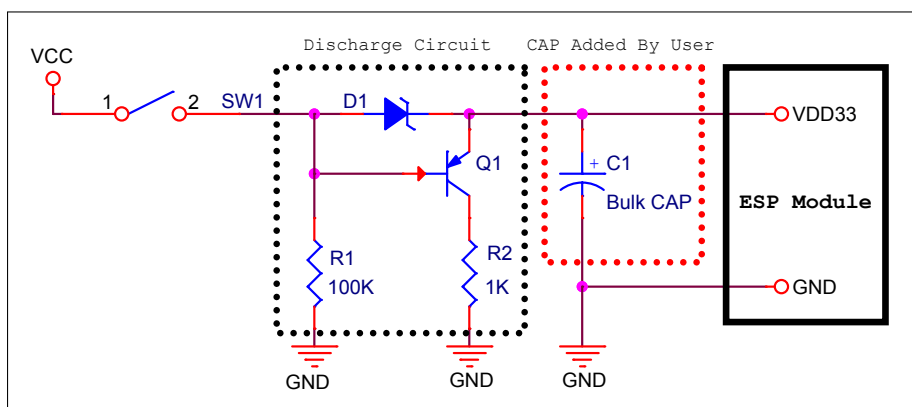 Discharge Circuit
CAP Added By User
VCC
1
2
SW1
D1
VDD33
Q1
+
C1
Bulk CAP
ESP Module
R1
100K
R2
1K
GND
GND
GND
GND